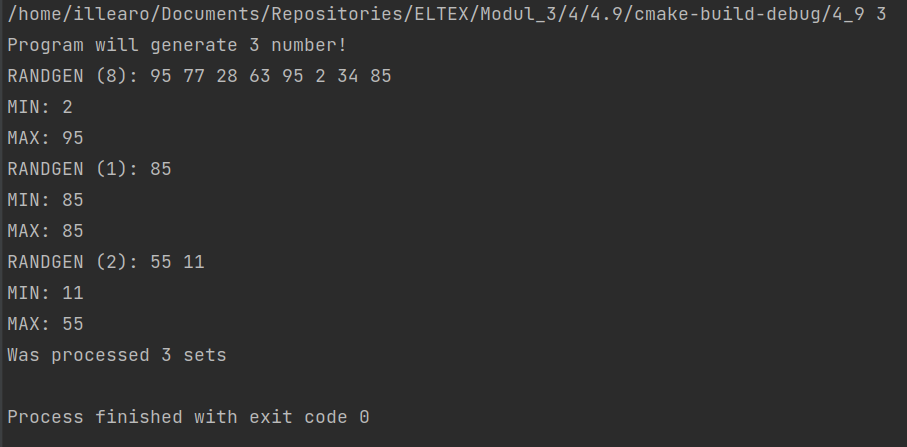 /home/illearo/Documents/Repositories/ELTEX/Modul_3/4/4.9/cmake-build-debug/4_9 3
Program will generate 3 number!
RANDGEN (8): 95 77 28 63 95 2 34 85
MIN: 2
MAX: 95
RANDGEN (1): 85
MIN: 85
MAX: 85
RANDGEN (2): 55 11
MIN: 11
MAX: 55
Was processed 3 sets
Process finished with exit code 0